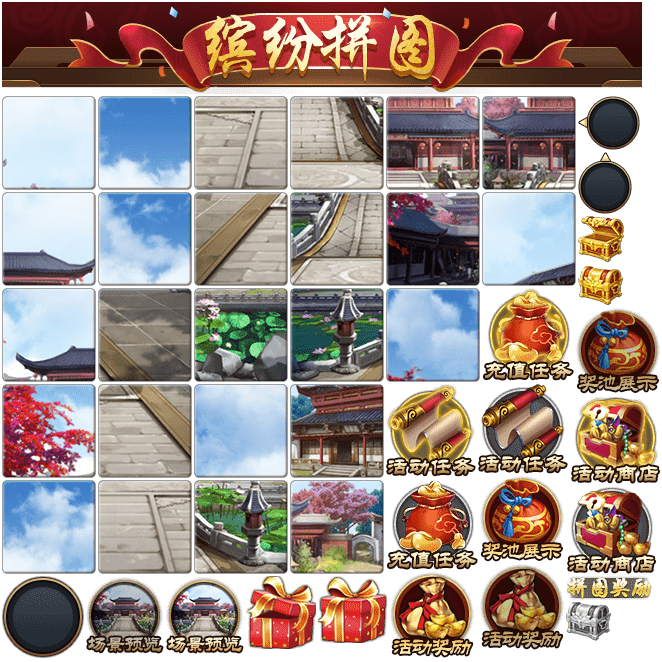 缤纷拼图
充值任务
奖池展示
活动任务
活动任务
活动商店
充值任务
奖池展示
活动商店
场景预览
场景预览
活动奖励
活动奖励
拼图奖励